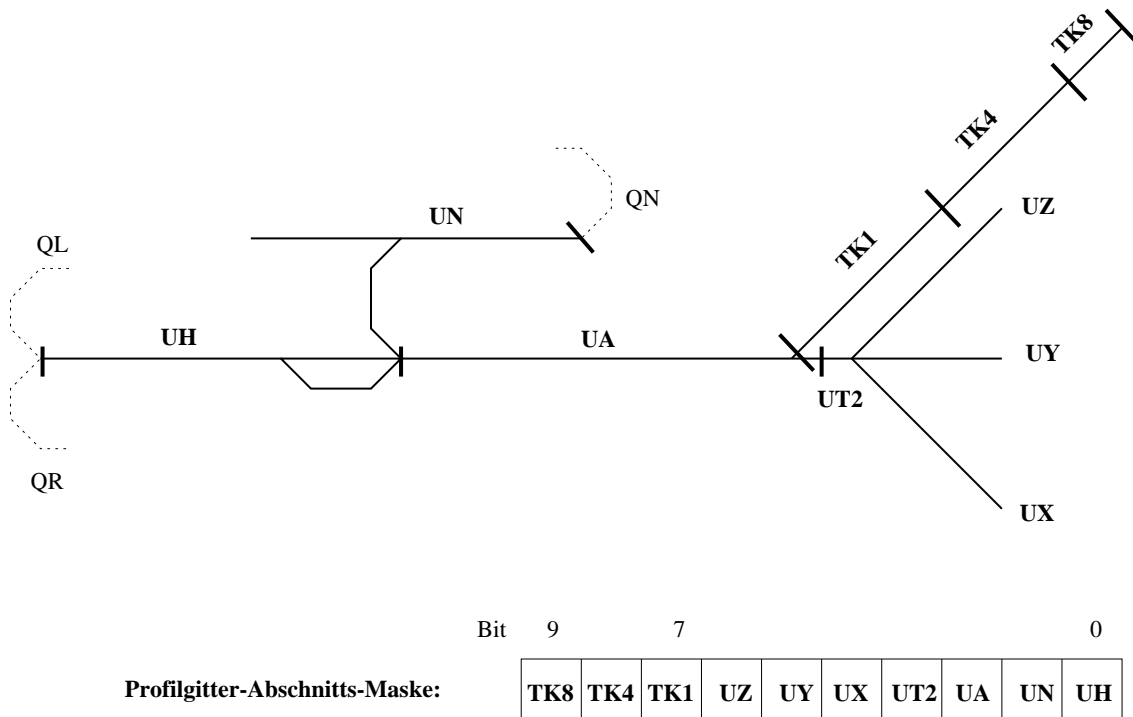 TK8
TK4
UZ
QN
UN
TK1
QL
UH
UA
UY
UT2
QR
UX
Bit 9 7 0
Profilgitter-Abschnitts-Maske: TK8 TK4 TK1 UZ UY UX UT2 UA UN UH